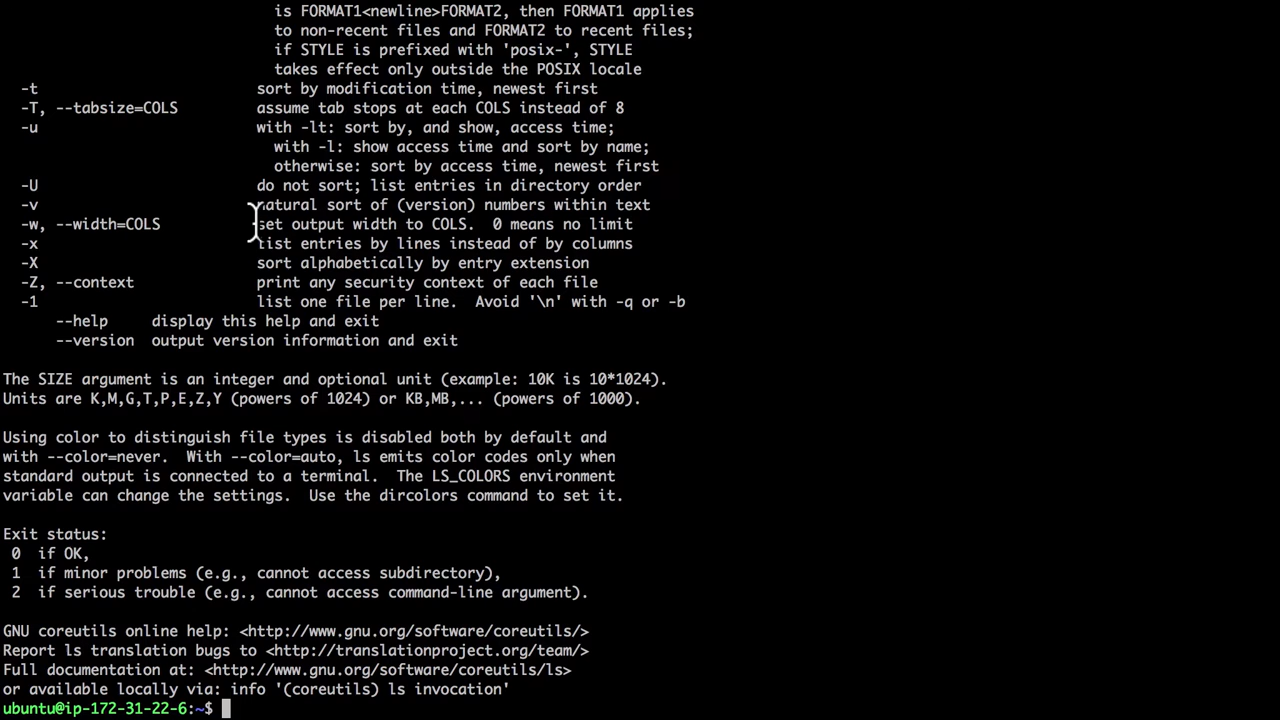 is FORMAT1<newline>FORMAT2, then FORMAT1 applies
to non-recent files and FORMAT2 to recent files;
if STYLE is prefixed with 'posix-', STYLE
takes effect only outside the POSIX locale
-t sort by modification time, newest first
-T, --tabsize=COLS assume tab stops at each COLS instead of 8
-u with -lt: sort by, and show, access time;
with -l: show access time and sort by name;
otherwise: sort by access time, newest first
-U do not sort; list entries in directory order
-v natural sort of (version) numbers within text
-w, --width=COLS set output width to COLS.  0 means no limit
-x list entries by lines instead of by columns
-X sort alphabetically by entry extension
-Z, --context print any security context of each file
-1 list one file per line.  Avoid '\n' with -q or -b
--help display this help and exit
--version output version information and exit
The SIZE argument is an integer and optional unit (example: 10K is 10*1024).
Units are K,M,G,T,P,E,Z,Y (powers of 1024) or KB,MB,... (powers of 1000).
Using color to distinguish file types is disabled both by default and
with --color=never.  With --color=auto, ls emits color codes only when
standard output is connected to a terminal.  The LS_COLORS environment
variable can change the settings.  Use the dircolors command to set it.
Exit status:
0 if OK,
1 if minor problems (e.g., cannot access subdirectory),
2 if serious trouble (e.g., cannot access command-line argument).
GNU coreutils online help: <http://www.gnu.org/software/coreutils/>
Report ls translation bugs to <http://translationproject.org/team/>
Full documentation at: <http://www.gnu.org/software/coreutils/ls>
or available locally via: info '(coreutils) ls invocation'
ubuntu@ip-172-31-22-6:~$